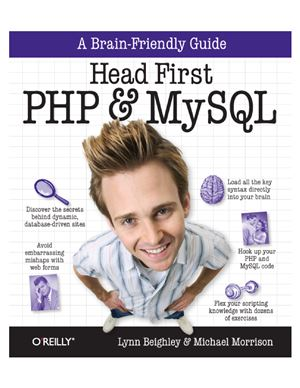 A Brain-Friendly Guide
Head First
PHP & MySQL
Discover the secrets
behind dynamic,
database-driven sites
Load all the key
syntax directly
into your brain
Avoid
embarrassing
mishaps with
web forms
Hook up your
PHP and
MySQL code
Flex your scripting
knowledge with dozens
of exercises
O'REILLY®
Lynn Beighley & Michael Morrison